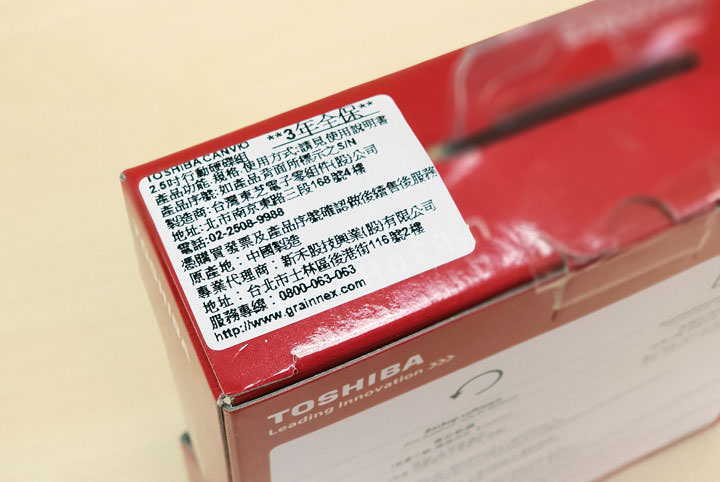 TOSHIBA CANVIO **3年全保**
2.5吋行動硬碟組
產品功能.規格.使用方式:請見使用說明書
產品序號:如產品背面所標示之S/N
製造商:台灣東芝電子零組件(股)公司
地址:北市南京東路三段168號4樓
電話:02-2508-9988
憑購買發票及產品序號確認做後續售後服務
原產地：中國製造
專業代理商：新禾股技興業(股)有限公司
地址：台北市士林區後港街116號2樓
服務專線：0800-063-063
http://www.grainnex.com
TOSHIBA
Leading Innovation >>>